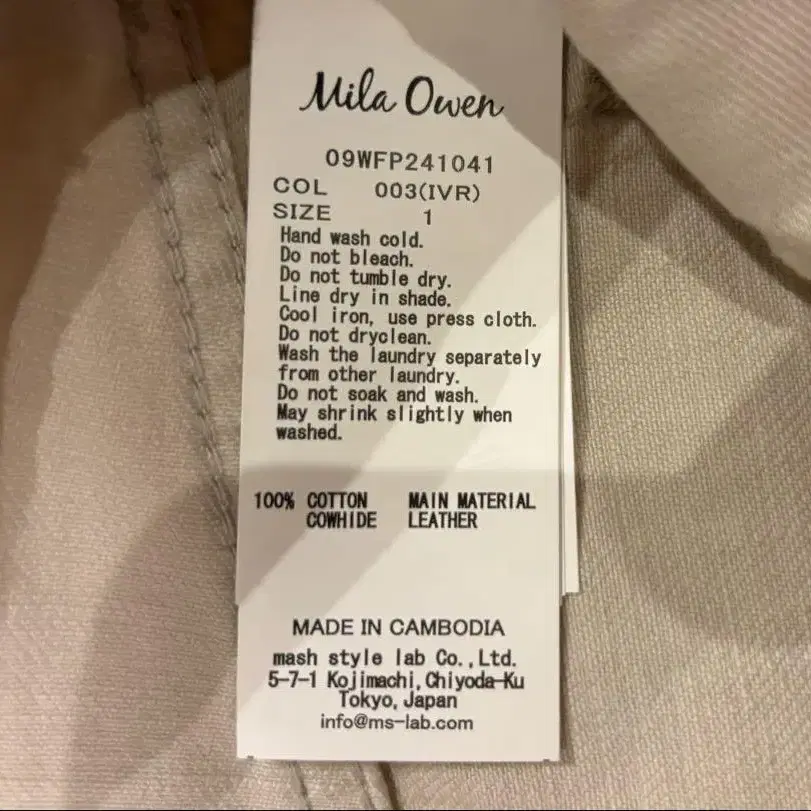 Mila Owen
09WFP241041
COL 003(IVR)
SIZE 1
Hand wash cold.
Do not bleach.
Do not tumble dry.
Line dry in shade.
Cool iron, use press cloth.
Do not dryclean.
Wash the laundry separately
from other laundry.
Do not soak and wash.
May shrink slightly when
washed.
100% COTTON MAIN MATERIAL
COWHIDE LEATHER
MADE IN CAMBODIA
mash style lab Co.,Ltd.
5-7-1 Kojimachi,Chiyoda-Ku
Tokyo,Japan
info@ms-lab.com